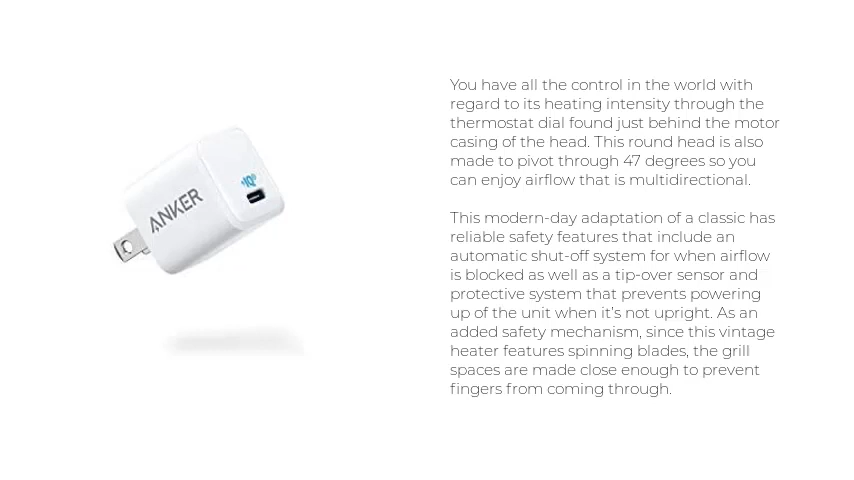 ANKER
IQ
You have all the control in the world with
regard to its heating intensity through the
thermostat dial found just behind the motor
casing of the head. This round head is also
made to pivot through 47 degrees so you
can enjoy airflow that is multidirectional.
This modern-day adaptation of a classic has
reliable safety features that include an
automatic shut-off system for when airflow
is blocked as well as a tip-over sensor and
protective system that prevents powering
up of the unit when it's not upright. As an
added safety mechanism, since this vintage
heater features spinning blades, the grill
spaces are made close enough to prevent
fingers from coming through.